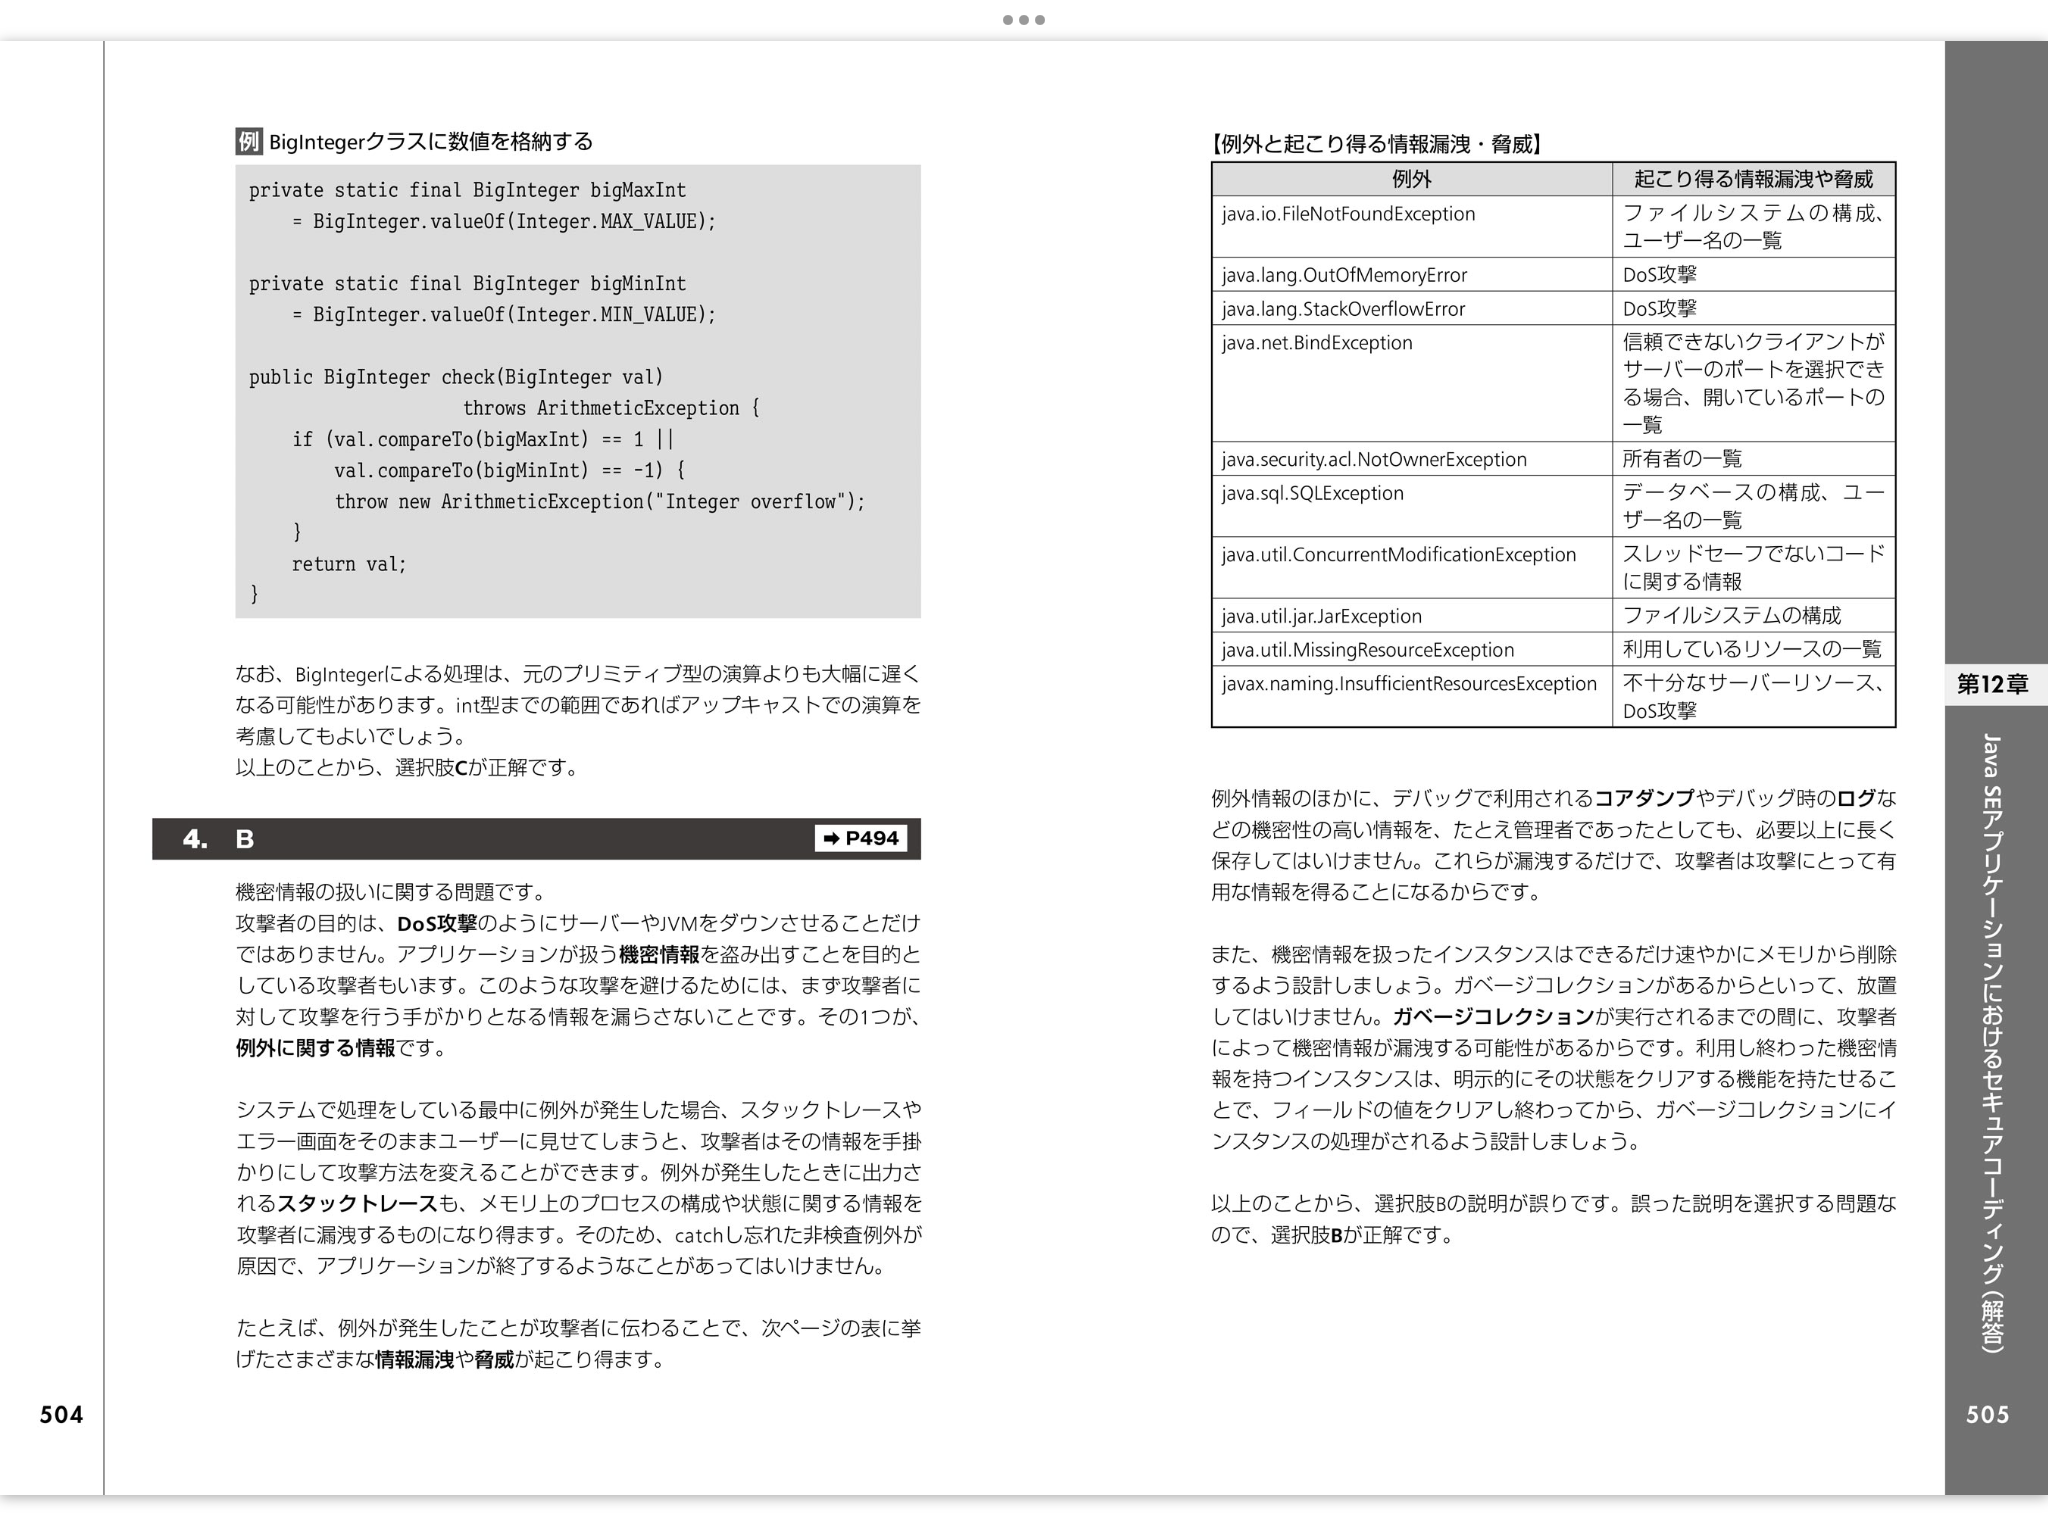 例 BigIntegerクラスに数値を格納する
private static final BigInteger bigMaxInt
    = BigInteger.valueOf(Integer.MAX_VALUE);
private static final BigInteger bigMinInt
    = BigInteger.valueOf(Integer.MIN_VALUE);
public BigInteger check(BigInteger val)
                    throws ArithmeticException {
    if (val.compareTo(bigMaxInt) == 1 ||
        val.compareTo(bigMinInt) == -1) {
        throw new ArithmeticException("Integer overflow");
    }
    return val;
}
なお、BigIntegerによる処理は、元のプリミティブ型の演算よりも大幅に遅く
なる可能性があります。int型までの範囲であればアップキャストでの演算を
考慮してもよいでしょう。
以上のことから、選択肢Cが正解です。
4. B ➡ P494
機密情報の扱いに関する問題です。
攻撃者の目的は、DoS攻撃のようにサーバーやJVMをダウンさせることだけ
ではありません。アプリケーションが扱う機密情報を盗み出すことを目的と
している攻撃者もいます。このような攻撃を避けるためには、まず攻撃者に
対して攻撃を行う手がかりとなる情報を漏らさないことです。その1つが、
例外に関する情報です。
システムで処理をしている最中に例外が発生した場合、スタックトレースや
エラー画面をそのままユーザーに見せてしまうと、攻撃者はその情報を手掛
かりにして攻撃方法を変えることができます。例外が発生したときに出力さ
れるスタックトレースも、メモリ上のプロセスの構成や状態に関する情報を
攻撃者に漏洩するものになり得ます。そのため、catchし忘れた非検査例外が
原因で、アプリケーションが終了するようなことがあってはいけません。
たとえば、例外が発生したことが攻撃者に伝わることで、次ページの表に挙
げたさまざまな情報漏洩や脅威が起こり得ます。
504
【例外と起こり得る情報漏洩・脅威】
例外 起こり得る情報漏洩や脅威
java.io.FileNotFoundException ファイルシステムの構成、
ユーザー名の一覧
java.lang.OutOfMemoryError DoS攻撃
java.lang.StackOverflowError DoS攻撃
java.net.BindException 信頼できないクライアントが
サーバーのポートを選択でき
る場合、開いているポートの
一覧
java.security.acl.NotOwnerException 所有者の一覧
java.sql.SQLException データベースの構成、ユー
ザー名の一覧
java.util.ConcurrentModificationException スレッドセーフでないコード
に関する情報
java.util.jar.JarException ファイルシステムの構成
java.util.MissingResourceException 利用しているリソースの一覧
javax.naming.InsufficientResourcesException 不十分なサーバーリソース、
DoS攻撃
例外情報のほかに、デバッグで利用されるコアダンプやデバッグ時のログな
どの機密性の高い情報を、たとえ管理者であったとしても、必要以上に長く
保存してはいけません。これらが漏洩するだけで、攻撃者は攻撃にとって有
用な情報を得ることになるからです。
また、機密情報を扱ったインスタンスはできるだけ速やかにメモリから削除
するよう設計しましょう。ガベージコレクションがあるからといって、放置
してはいけません。ガベージコレクションが実行されるまでの間に、攻撃者
によって機密情報が漏洩する可能性があるからです。利用し終わった機密情
報を持つインスタンスは、明示的にその状態をクリアする機能を持たせるこ
とで、フィールドの値をクリアし終わってから、ガベージコレクションにイ
ンスタンスの処理がされるよう設計しましょう。
以上のことから、選択肢Bの説明が誤りです。誤った説明を選択する問題な
ので、選択肢Bが正解です。
第12章
Java SEアプリケーションにおけるセキュアコーディング（解答）
505